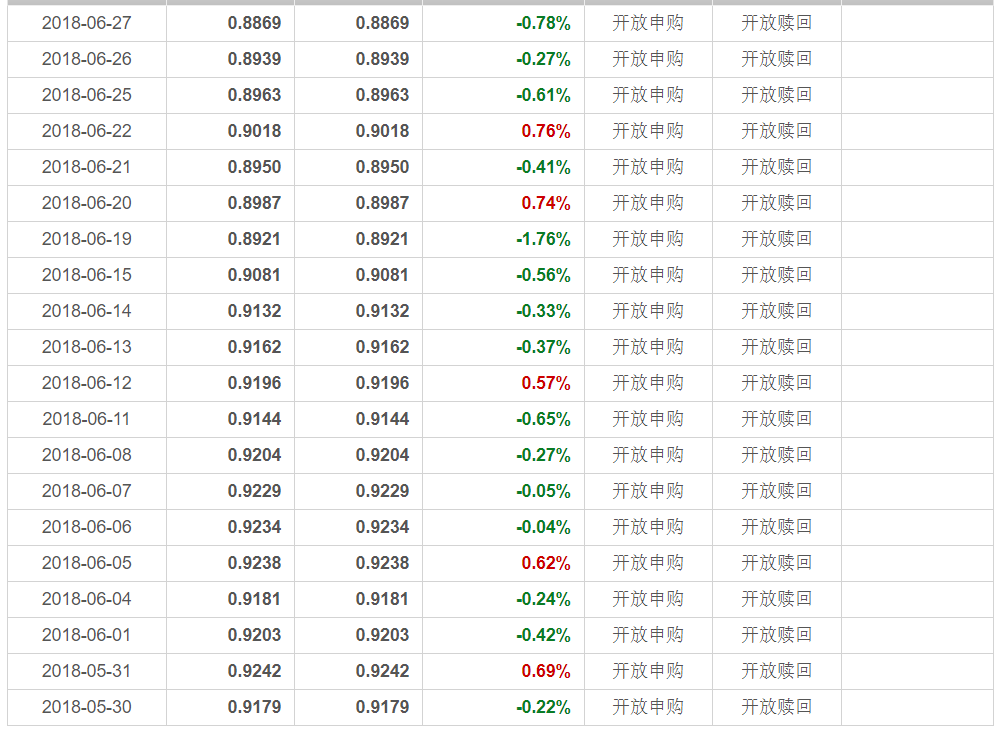 2018-06-27 0.8869 0.8869 -0.78% 开放申购 开放赎回
2018-06-26 0.8939 0.8939 -0.27% 开放申购 开放赎回
2018-06-25 0.8963 0.8963 -0.61% 开放申购 开放赎回
2018-06-22 0.9018 0.9018 0.76% 开放申购 开放赎回
2018-06-21 0.8950 0.8950 -0.41% 开放申购 开放赎回
2018-06-20 0.8987 0.8987 0.74% 开放申购 开放赎回
2018-06-19 0.8921 0.8921 -1.76% 开放申购 开放赎回
2018-06-15 0.9081 0.9081 -0.56% 开放申购 开放赎回
2018-06-14 0.9132 0.9132 -0.33% 开放申购 开放赎回
2018-06-13 0.9162 0.9162 -0.37% 开放申购 开放赎回
2018-06-12 0.9196 0.9196 0.57% 开放申购 开放赎回
2018-06-11 0.9144 0.9144 -0.65% 开放申购 开放赎回
2018-06-08 0.9204 0.9204 -0.27% 开放申购 开放赎回
2018-06-07 0.9229 0.9229 -0.05% 开放申购 开放赎回
2018-06-06 0.9234 0.9234 -0.04% 开放申购 开放赎回
2018-06-05 0.9238 0.9238 0.62% 开放申购 开放赎回
2018-06-04 0.9181 0.9181 -0.24% 开放申购 开放赎回
2018-06-01 0.9203 0.9203 -0.42% 开放申购 开放赎回
2018-05-31 0.9242 0.9242 0.69% 开放申购 开放赎回
2018-05-30 0.9179 0.9179 -0.22% 开放申购 开放赎回